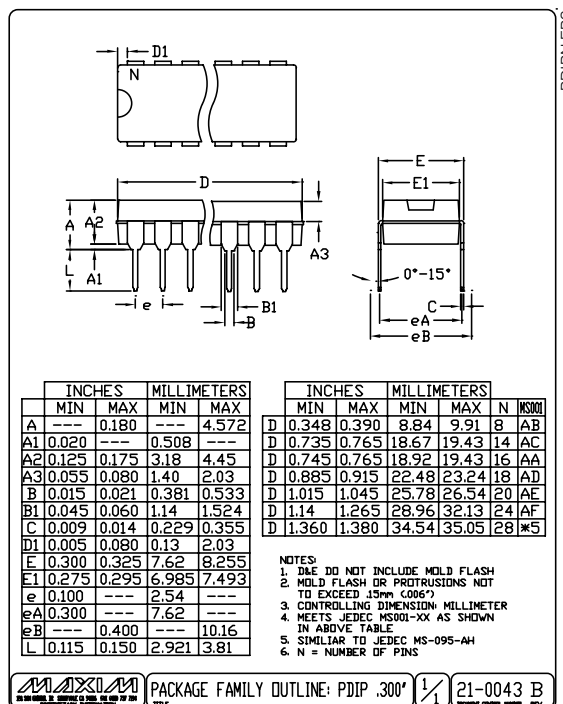 D1
N
E
E1
D
A
A2
A3
L
A1
0°-15°
e
B1
B
C
eA
eB
INCHES MILLIMETERS
MIN MAX MIN MAX
A --- 0.180 --- 4.572
A1 0.020 --- 0.508 ---
A2 0.125 0.175 3.18 4.45
A3 0.055 0.080 1.40 2.03
B 0.015 0.021 0.381 0.533
B1 0.045 0.060 1.14 1.524
C 0.009 0.014 0.229 0.355
D1 0.005 0.080 0.13 2.03
E 0.300 0.325 7.62 8.255
E1 0.275 0.295 6.985 7.493
e 0.100 --- 2.54 ---
eA 0.300 --- 7.62 ---
eB --- 0.400 --- 10.16
L 0.115 0.150 2.921 3.81
INCHES MILLIMETERS
MIN MAX MIN MAX N MS001
D 0.348 0.390 8.84 9.91 8 AB
D 0.735 0.765 18.67 19.43 14 AC
D 0.745 0.765 18.92 19.43 16 AA
D 0.885 0.915 22.48 23.24 18 AD
D 1.015 1.045 25.78 26.54 20 AE
D 1.14 1.265 28.96 32.13 24 AF
D 1.360 1.380 34.54 35.05 28 *5
NOTES:
1. D&E DO NOT INCLUDE MOLD FLASH
2. MOLD FLASH OR PROTRUSIONS NOT
TO EXCEED .15mm (.006")
3. CONTROLLING DIMENSION: MILLIMETER
4. MEETS JEDEC MS001-XX AS SHOWN
IN ABOVE TABLE
5. SIMILIAR TO JEDEC MS-095-AH
6. N = NUMBER OF PINS
MAXIM
PACKAGE FAMILY OUTLINE: PDIP .300"
TITLE
1/1
21-0043 B